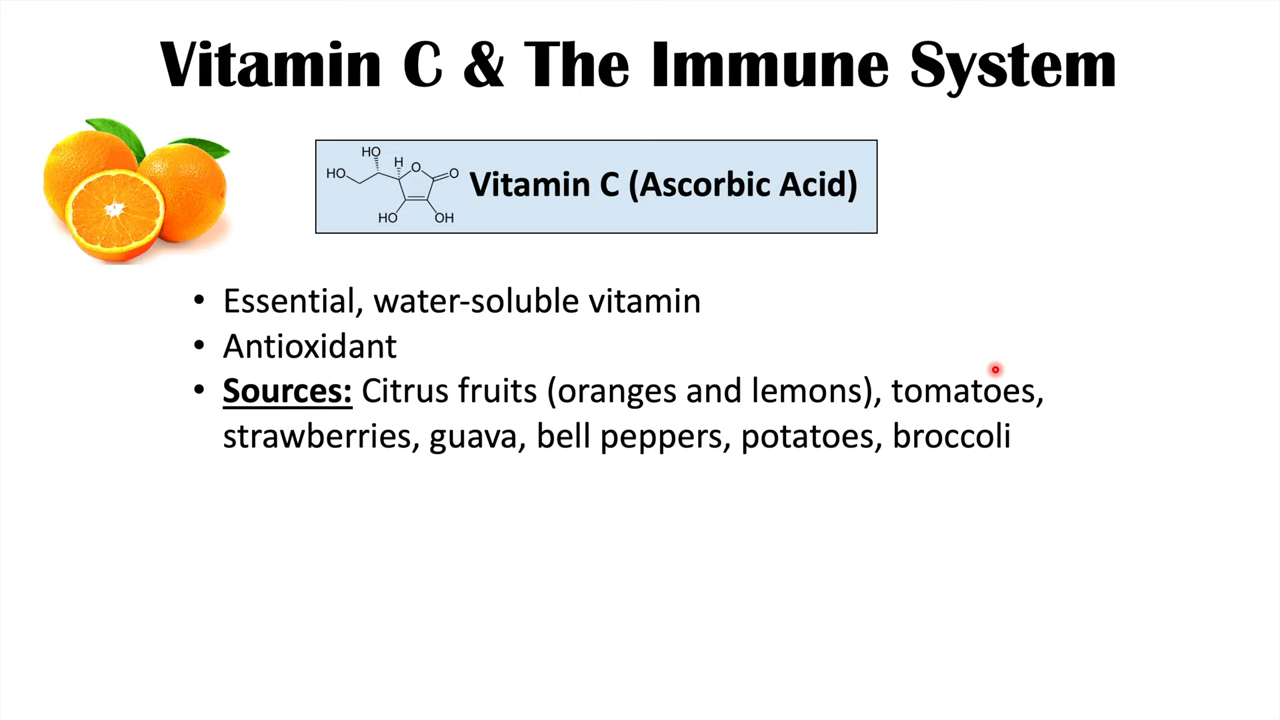 Vitamin C & The Immune System
HO
H
O
HO
O
Vitamin C (Ascorbic Acid)
HO
OH
• Essential, water-soluble vitamin
• Antioxidant
• Sources: Citrus fruits (oranges and lemons), tomatoes,
strawberries, guava, bell peppers, potatoes, broccoli